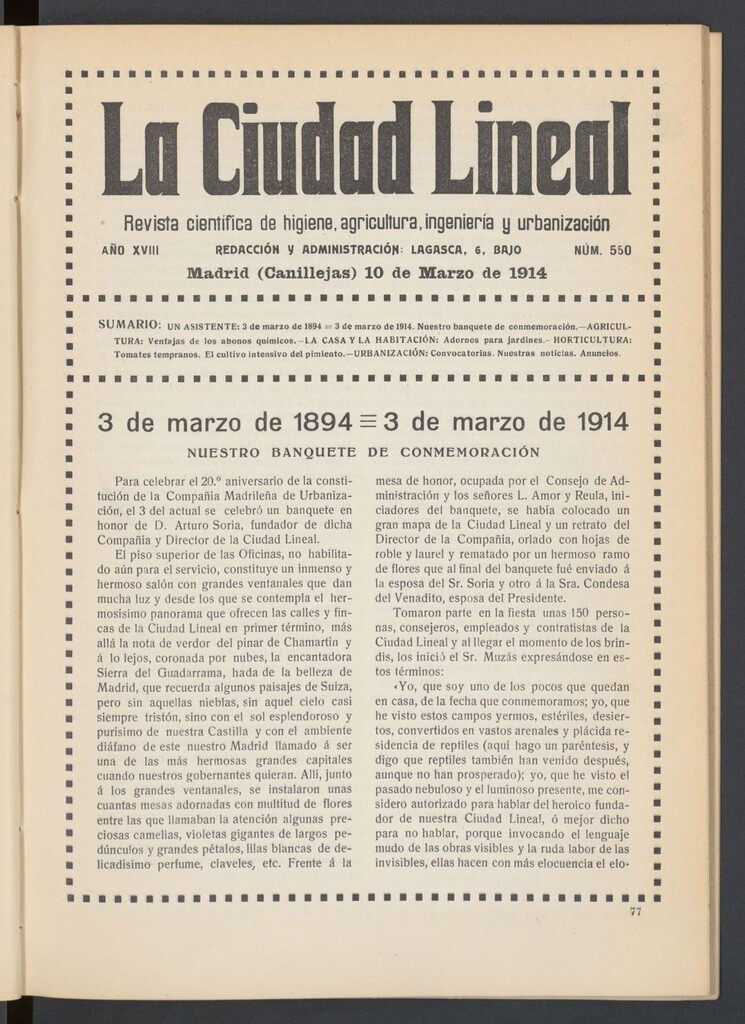 La Ciudad Lineal
Revista científica de higiene, agricultura, ingeniería y urbanización
AÑO XVIII REDACCIÓN Y ADMINISTRACIÓN: LAGASCA, 6, BAJO NÚM. 550
Madrid (Canillejas) 10 de Marzo de 1914
SUMARIO: UN ASISTENTE: 3 de marzo de 1894 = 3 de marzo de 1914. Nuestro banquete de conmemoración.—AGRICUL-
TURA: Ventajas de los abonos químicos.—LA CASA Y LA HABITACIÓN: Adornos para jardines.—HORTICULTURA:
Tomates tempranos. El cultivo intensivo del pimiento.—URBANIZACIÓN: Convocatorias. Nuestras noticias. Anuncios.
3 de marzo de 1894 ≡ 3 de marzo de 1914
NUESTRO BANQUETE DE CONMEMORACIÓN
Para celebrar el 20.º aniversario de la consti-
tución de la Compañía Madrileña de Urbaniza-
ción, el 3 del actual se celebró un banquete en
honor de D. Arturo Soria, fundador de dicha
Compañía y Director de la Ciudad Lineal.
El piso superior de las Oficinas, no habilita-
do aún para el servicio, constituye un inmenso y
hermoso salón con grandes ventanales que dan
mucha luz y desde los que se contempla el her-
mosísimo panorama que ofrecen las calles y fin-
cas de la Ciudad Lineal en primer término, más
allá la nota de verdor del pinar de Chamartín y
á lo lejos, coronada por nubes, la encantadora
Sierra del Guadarrama, hada de la belleza de
Madrid, que recuerda algunos paisajes de Suiza,
pero sin aquellas nieblas, sin aquel cielo casi
siempre tristón, sino con el sol esplendoroso y
purísimo de nuestra Castilla y con el ambiente
diáfano de este nuestro Madrid llamado á ser
una de las más hermosas grandes capitales
cuando nuestros gobernantes quieran. Allí, junto
á los grandes ventanales, se instalaron unas
cuantas mesas adornadas con multitud de flores
entre las que llamaban la atención algunas pre-
ciosas camelias, violetas gigantes de largos pe-
dúnculos y grandes pétalos, lilas blancas de de-
licadísimo perfume, claveles, etc. Frente á la
mesa de honor, ocupada por el Consejo de Ad-
ministración y los señores L. Amor y Reula, ini-
ciadores del banquete, se había colocado un
gran mapa de la Ciudad Lineal y un retrato del
Director de la Compañía, orlado con hojas de
roble y laurel y rematado por un hermoso ramo
de flores que al final del banquete fué enviado á
la esposa del Sr. Soria y otro á la Sra. Condesa
del Venadito, esposa del Presidente.
Tomaron parte en la fiesta unas 150 perso-
nas, consejeros, empleados y contratistas de la
Ciudad Lineal y al llegar el momento de los brin-
dis, los inició el Sr. Muzás expresándose en es-
tos términos:
«Yo, que soy uno de los pocos que quedan
en casa, de la fecha que conmemoramos; yo, que
he visto estos campos yermos, estériles, desier-
tos, convertidos en vastos arenales y plácida re-
sidencia de reptiles (aquí hago un paréntesis, y
digo que reptiles también han venido después,
aunque no han prosperado); yo, que he visto el
pasado nebuloso y el luminoso presente, me con-
sidero autorizado para hablar del heroico funda-
dor de nuestra Ciudad Lineal, ó mejor dicho
para no hablar, porque invocando el lenguaje
mudo de las obras visibles y la ruda labor de las
invisibles, ellas hacen con más elocuencia el elo-
77